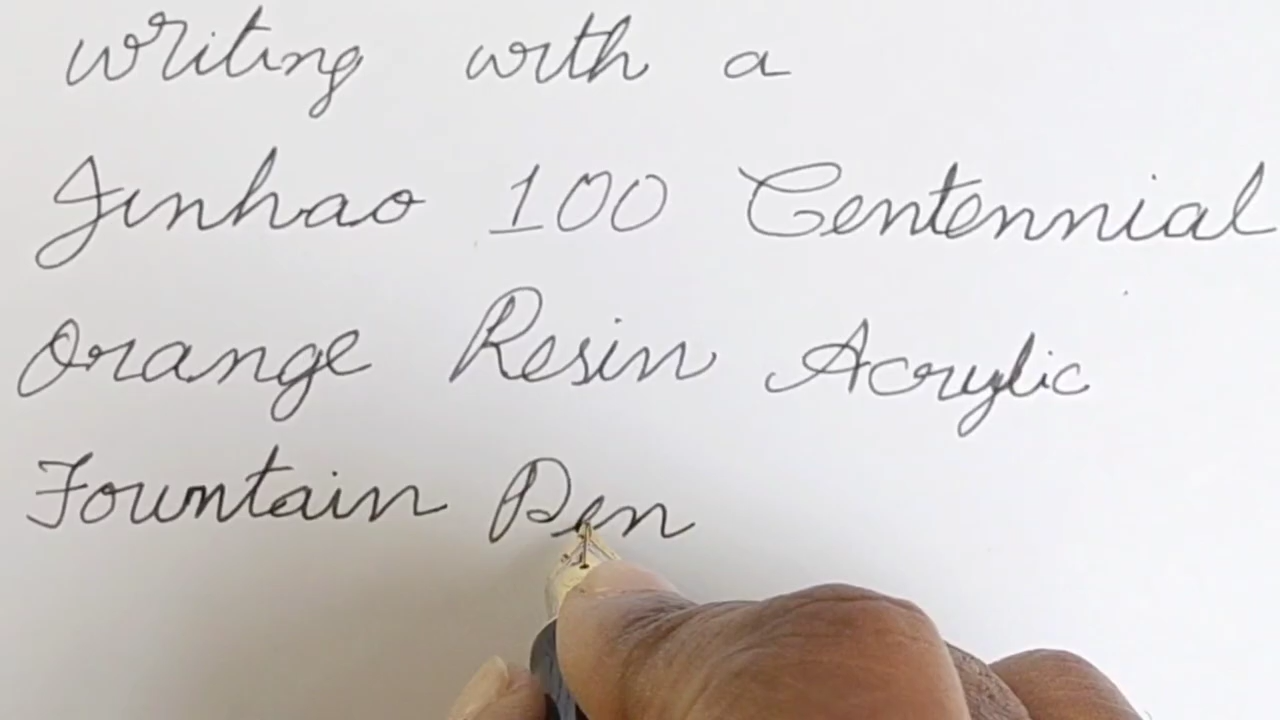 Writing with a
Jinhao 100 Centennial
Orange Resin Acrylic
Fountain Pen